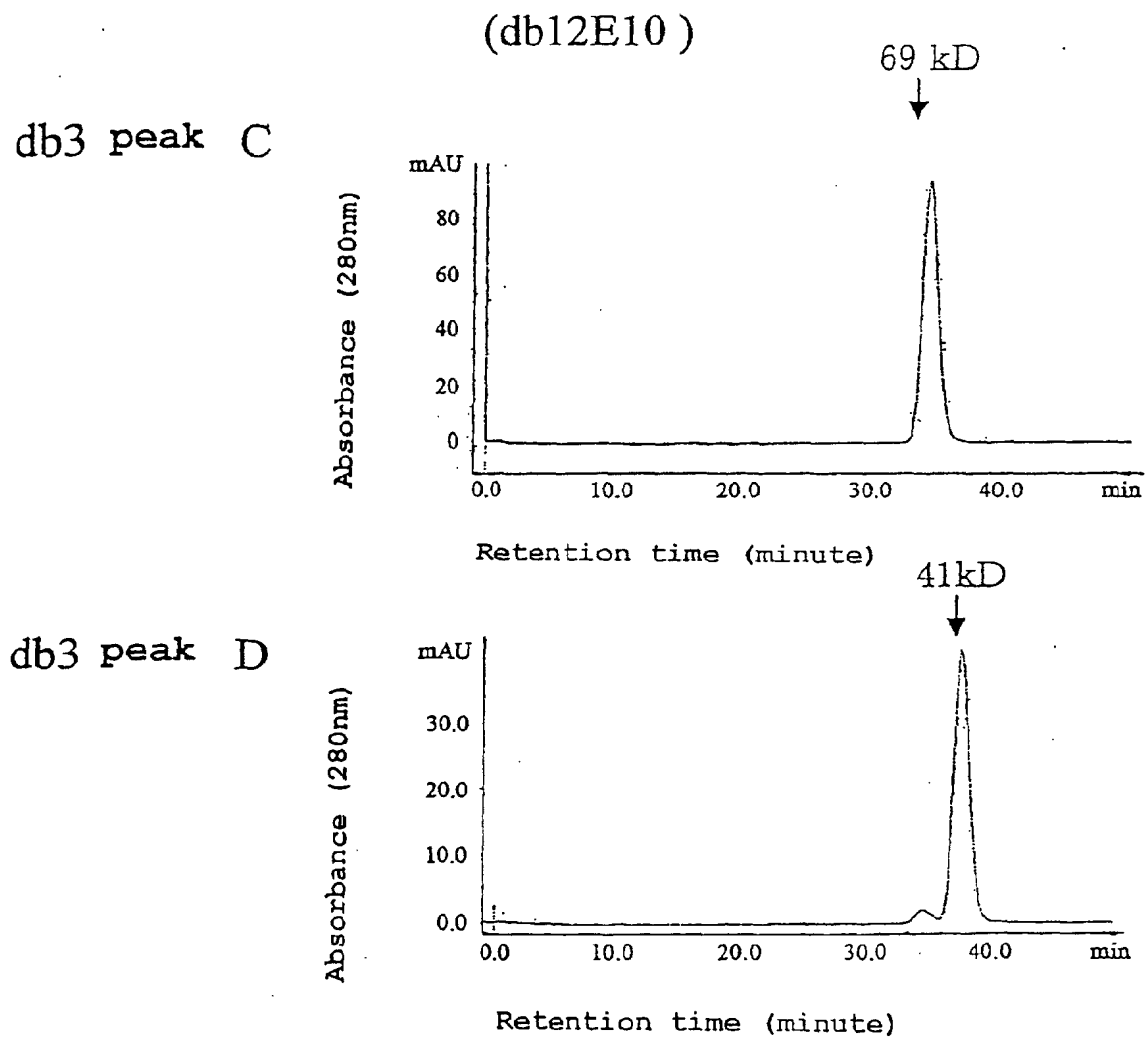 (db12E10 )
69 kD
db3 peak C
mAU
80
60
40
20
0
Absorbance (280nm)
0.0 10.0 20.0 30.0 40.0 min
Retention time (minute)
41kD
db3 peak D
mAU
30.0
20.0
10.0
0.0
Absorbance (280nm)
0.0 10.0 20.0 30.0 40.0 min
Retention time (minute)